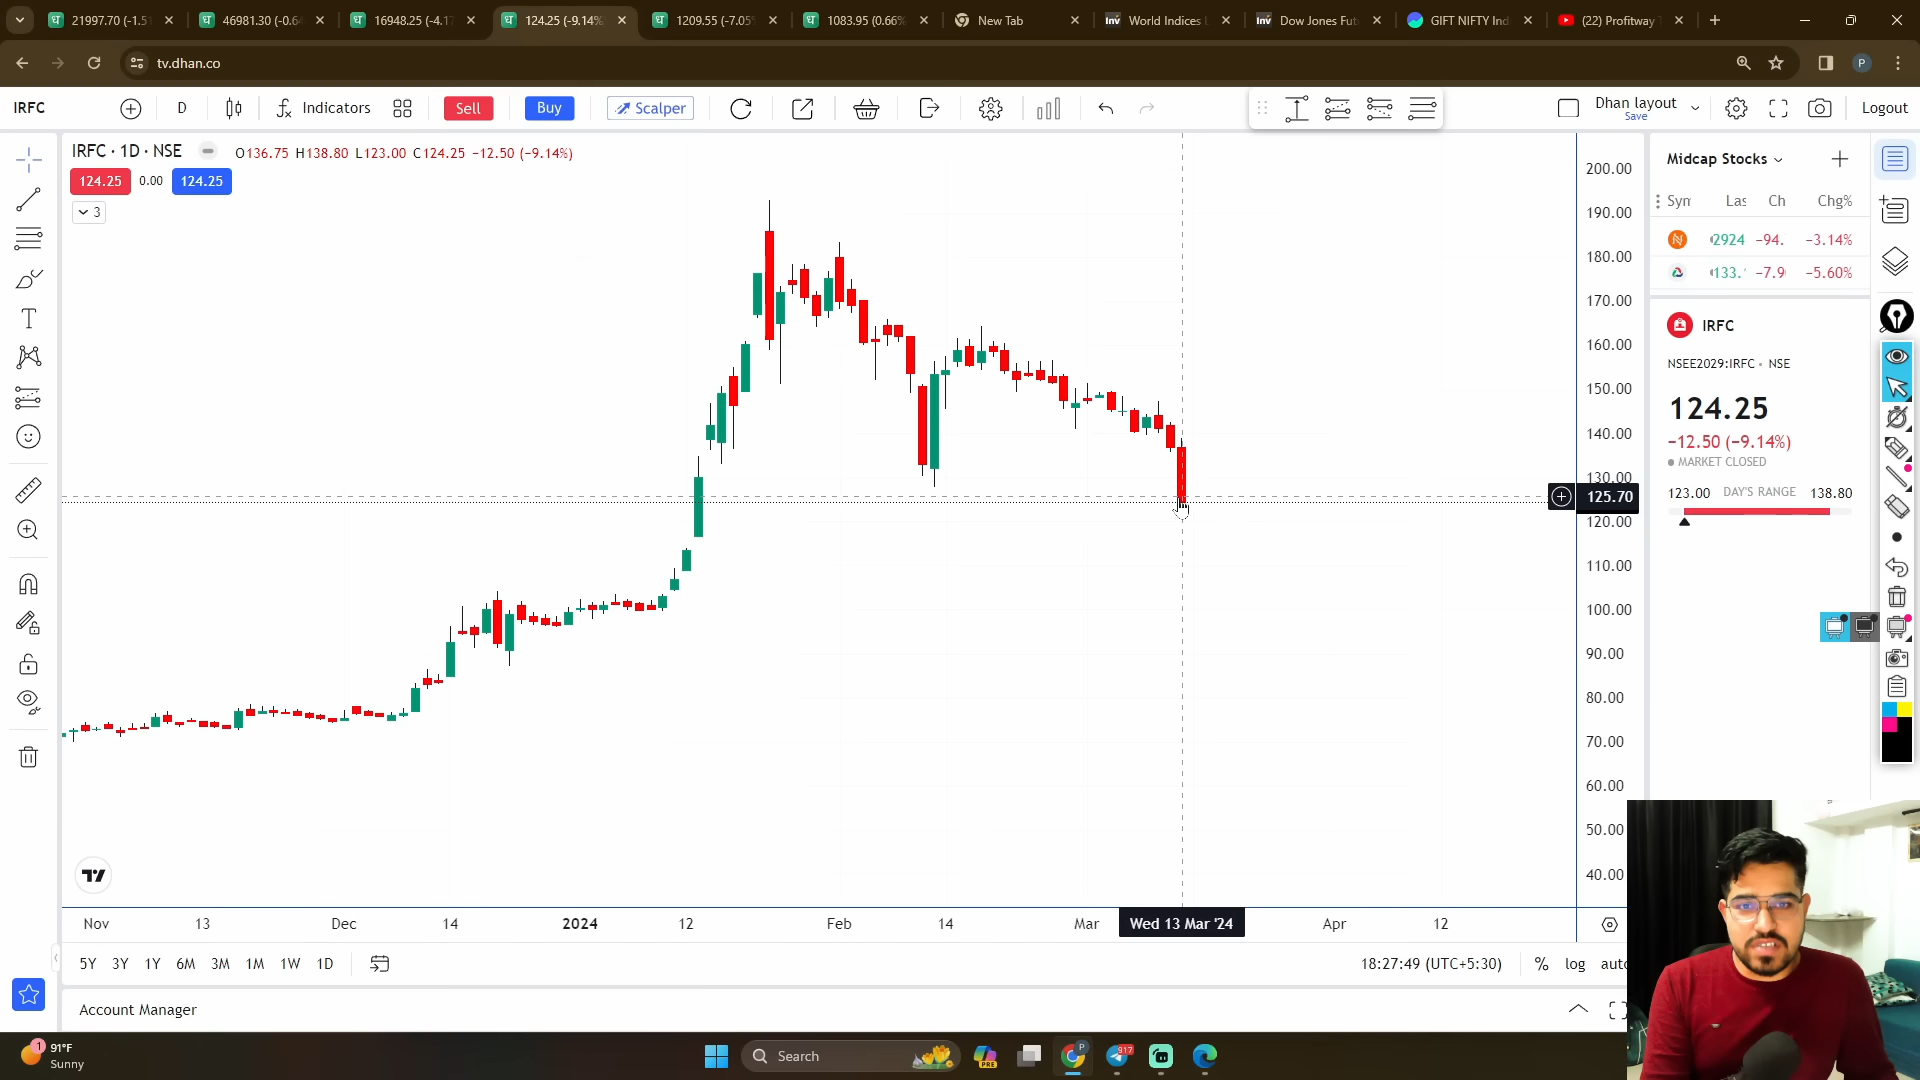 21997.70 (-1.51
46981.30 (-0.64
16948.25 (-4.17
124.25 (-9.14%
1209.55 (-7.05%
1083.95 (0.66%
New Tab
World Indices
Dow Jones Fut
GIFT NIFTY Ind
(22) Profitway
tv.dhan.co
P
IRFC
D
Indicators
Sell
Buy
Scalper
Dhan layout
Save
Logout
IRFC · 1D · NSE
O136.75 H138.80 L123.00 C124.25 −12.50 (−9.14%)
124.25
0.00
124.25
3
200.00
190.00
180.00
170.00
160.00
150.00
140.00
130.00
125.70
120.00
110.00
100.00
90.00
80.00
70.00
60.00
50.00
40.00
Midcap Stocks
Syn
Las
Ch
Chg%
2924
−94.
−3.14%
133.
−7.9
−5.60%
IRFC
NSEE2029:IRFC • NSE
124.25
−12.50 (−9.14%)
MARKET CLOSED
123.00
DAY'S RANGE
138.80
Nov
13
Dec
14
2024
12
Feb
14
Mar
Wed 13 Mar '24
Apr
12
5Y
3Y
1Y
6M
3M
1M
1W
1D
18:27:49 (UTC+5:30)
%
log
auto
Account Manager
1
91°F
Sunny
Search
PRE
P
917